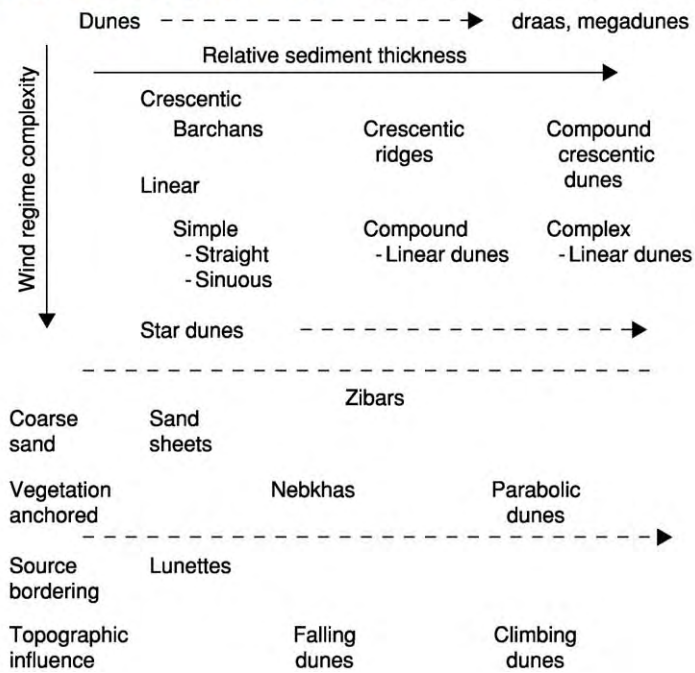 Dunes draas, megadunes
Relative sediment thickness
Wind regime complexity
Crescentic
Barchans Crescentic Compound
ridges crescentic
dunes
Linear
Simple Compound Complex
- Straight - Linear dunes - Linear dunes
- Sinuous
Star dunes
Zibars
Coarse Sand
sand sheets
Vegetation Nebkhas Parabolic
anchored dunes
Source Lunettes
bordering
Topographic Falling Climbing
influence dunes dunes